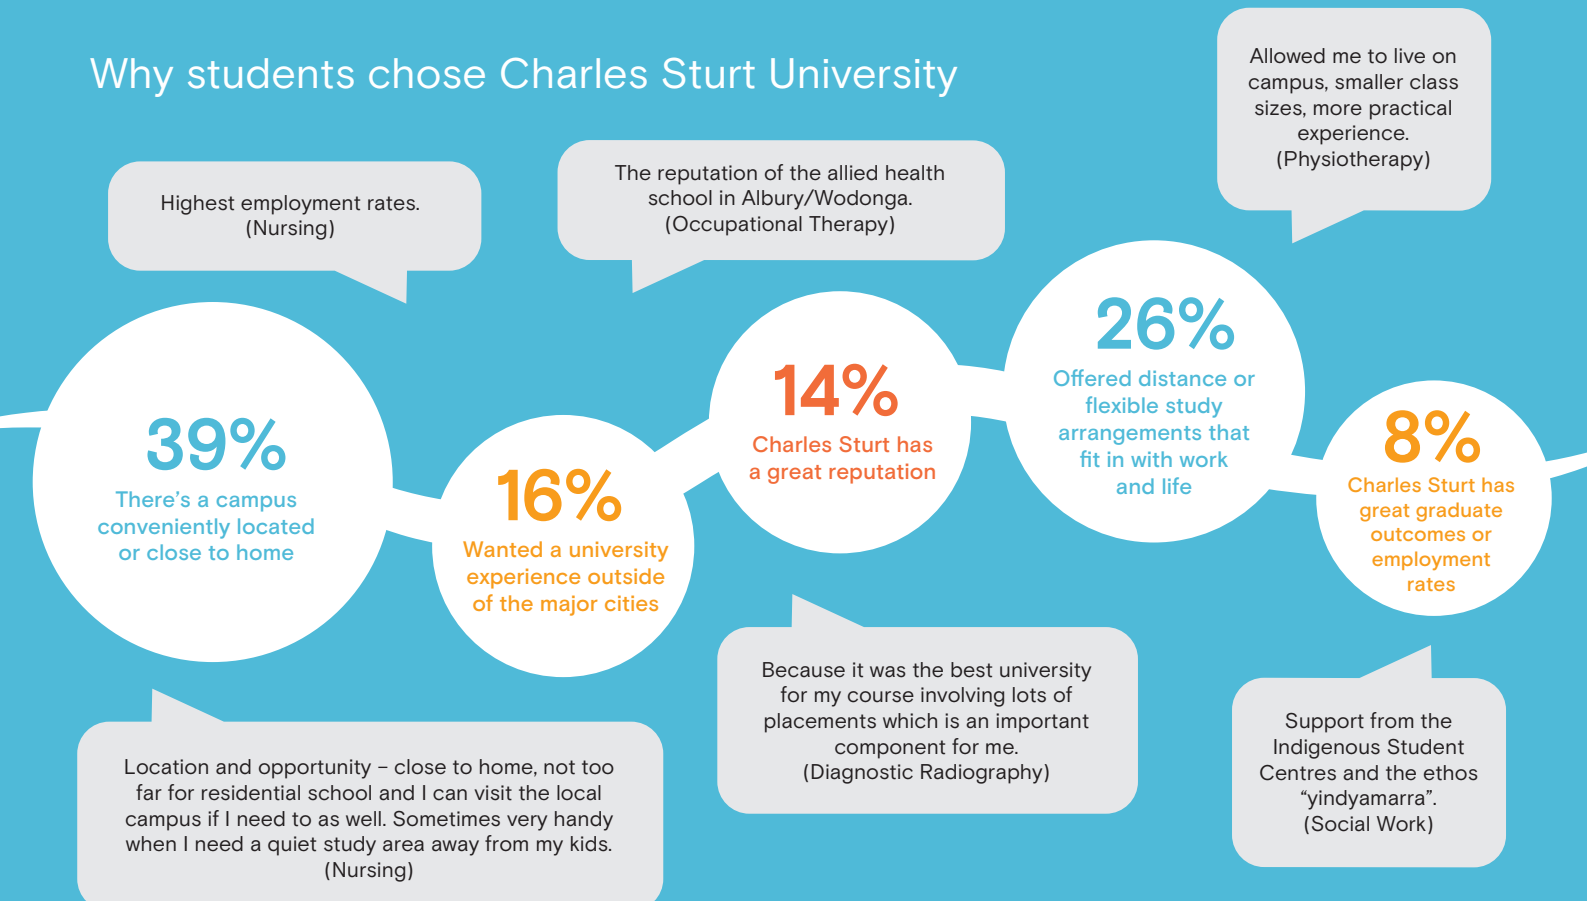 Why students chose Charles Sturt University
Highest employment rates.
(Nursing)
The reputation of the allied health
school in Albury/Wodonga.
(Occupational Therapy)
Allowed me to live on
campus, smaller class
sizes, more practical
experience.
(Physiotherapy)
39%
There’s a campus
conveniently located
or close to home
16%
Wanted a university
experience outside
of the major cities
14%
Charles Sturt has
a great reputation
26%
Offered distance or
flexible study
arrangements that
fit in with work
and life
8%
Charles Sturt has
great graduate
outcomes or
employment
rates
Location and opportunity – close to home, not too
far for residential school and I can visit the local
campus if I need to as well. Sometimes very handy
when I need a quiet study area away from my kids.
(Nursing)
Because it was the best university
for my course involving lots of
placements which is an important
component for me.
(Diagnostic Radiography)
Support from the
Indigenous Student
Centres and the ethos
“yindyamarra”.
(Social Work)